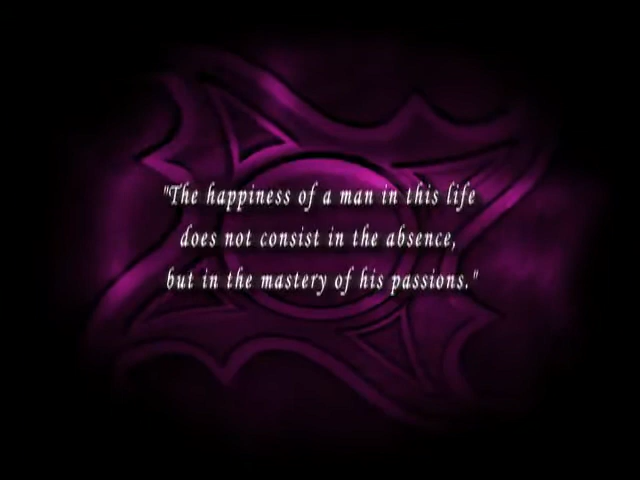 "The happiness of a man in this life
does not consist in the absence,
but in the mastery of his passions."